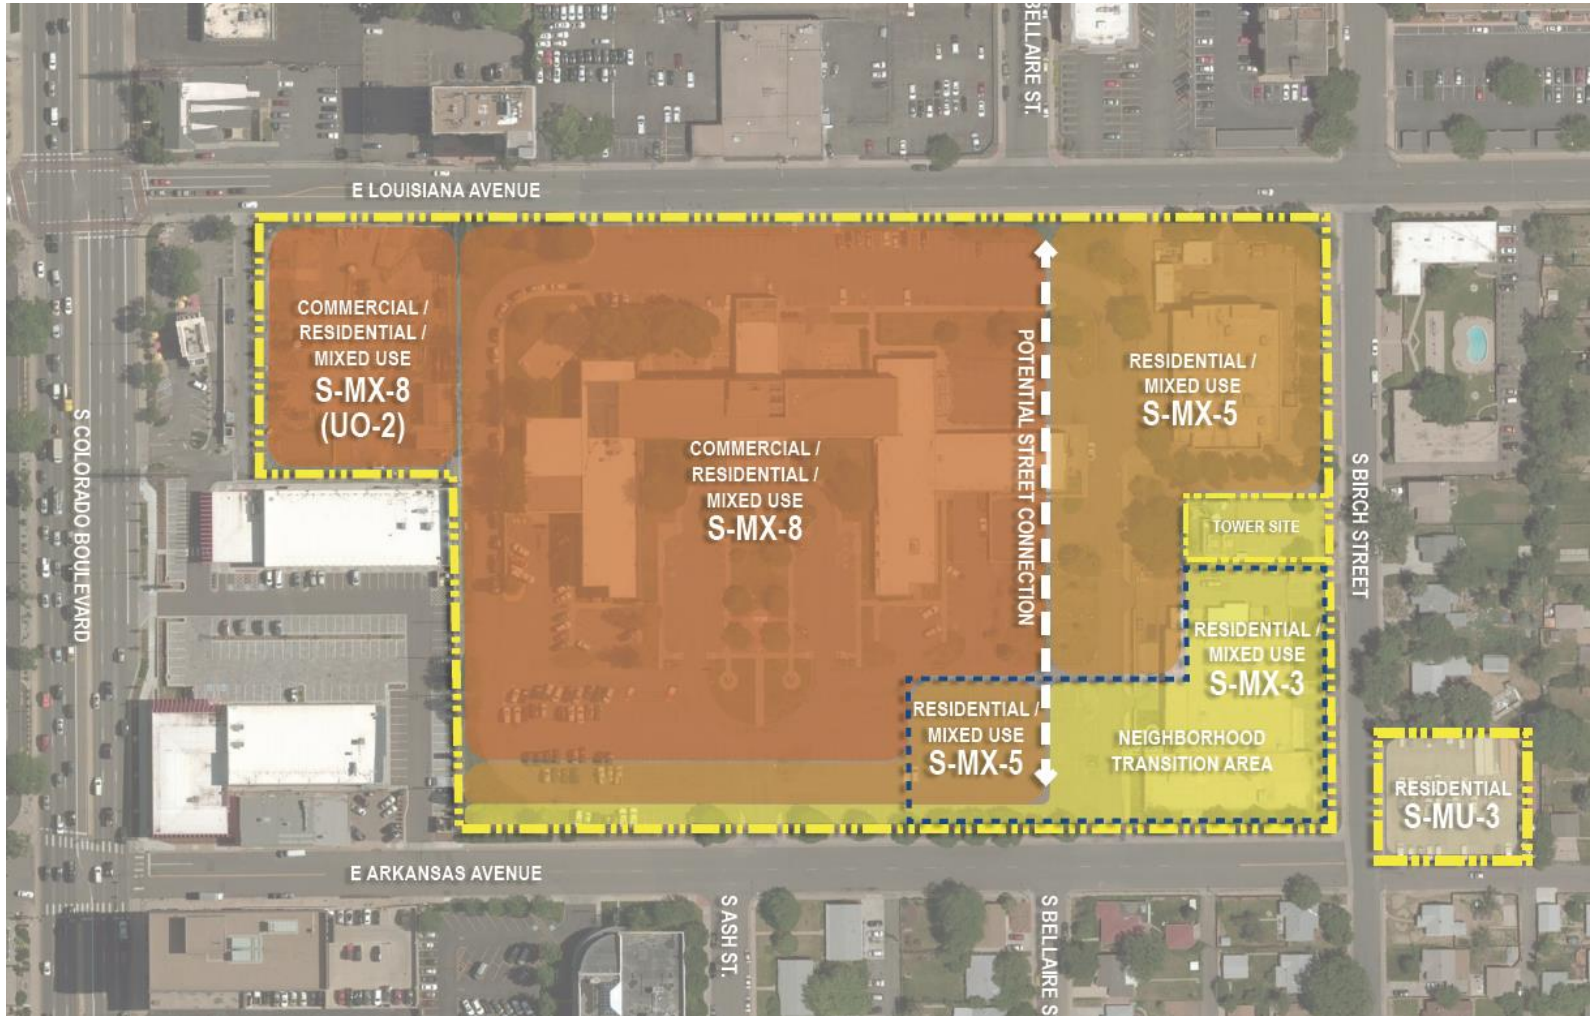 BELLAIRE ST.
E LOUISIANA AVENUE
COMMERCIAL /
RESIDENTIAL /
MIXED USE
S-MX-8
(UO-2)
COMMERCIAL /
RESIDENTIAL /
MIXED USE
S-MX-8
POTENTIAL STREET CONNECTION
RESIDENTIAL /
MIXED USE
S-MX-5
TOWER SITE
S COLORADO BOULEVARD
S BIRCH STREET
RESIDENTIAL /
MIXED USE
S-MX-3
RESIDENTIAL /
MIXED USE
S-MX-5
NEIGHBORHOOD
TRANSITION AREA
RESIDENTIAL
S-MU-3
E ARKANSAS AVENUE
S ASH ST.
S BELLAIRE S